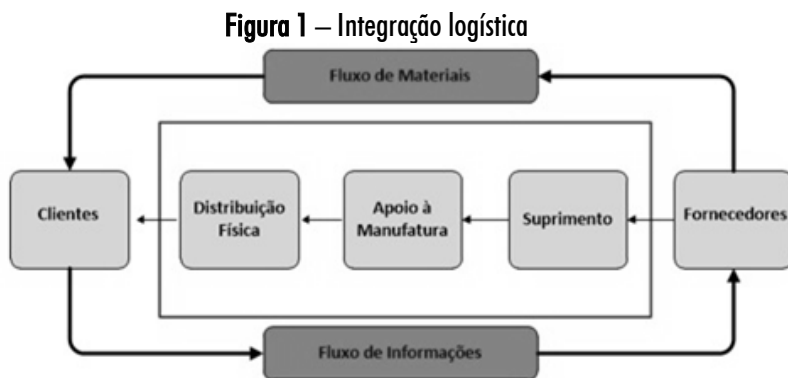 Figura 1 – Integração logística
Fluxo de Materiais
Clientes
Distribuição
Física
Apoio à
Manufatura
Suprimento
Fornecedores
Fluxo de Informações